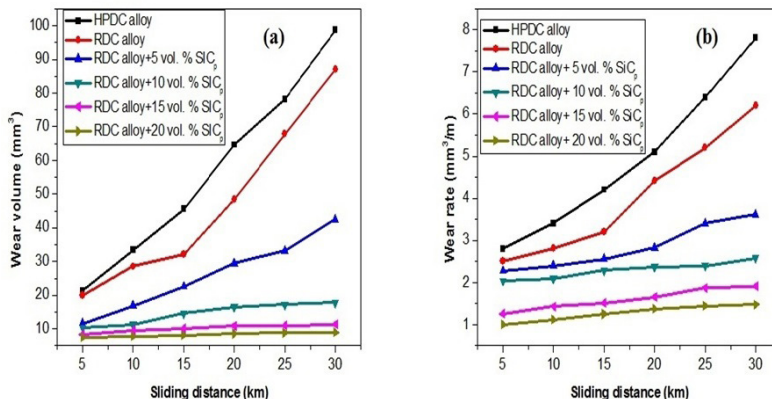 (a)
HPDC alloy
RDC alloy
RDC alloy+5 vol. % SiCp
RDC alloy+10 vol. % SiCp
RDC alloy+15 vol. % SiCp
RDC alloy+20 vol. % SiCp
Wear volume (mm³)
100
90
80
70
60
50
40
30
20
10
5 10 15 20 25 30
Sliding distance (km)
(b)
HPDC alloy
RDC alloy
RDC alloy+ 5 vol. % SiCp
RDC alloy+ 10 vol. % SiCp
RDC alloy+ 15 vol. % SiCp
RDC alloy+ 20 vol. % SiCp
Wear rate (mm³/m)
8
7
6
5
4
3
2
1
5 10 15 20 25 30
Sliding distance (km)